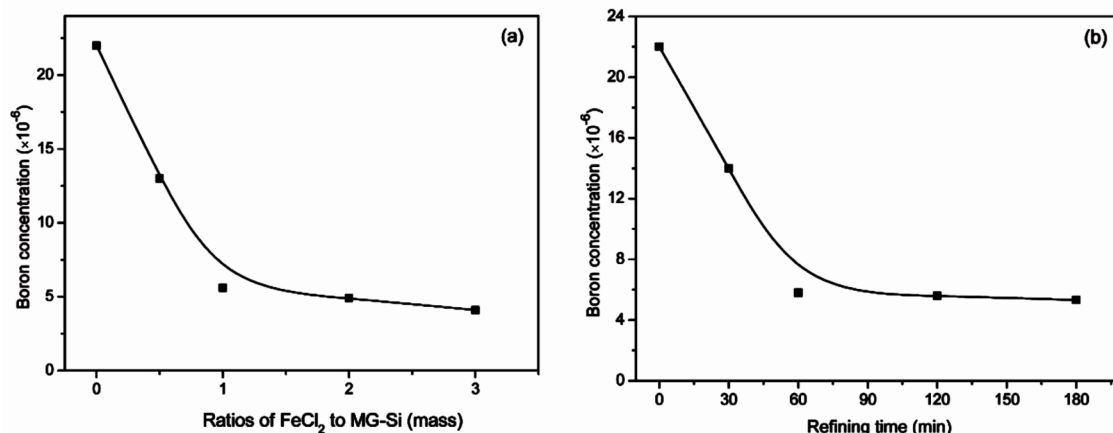 (a)
Boron concentration (×10⁻⁶)
20
15
10
5
0
0 1 2 3
Ratios of FeCl₂ to MG-Si (mass)
(b)
Boron concentration (×10⁻⁶)
24
20
16
12
8
4
0
0 30 60 90 120 150 180
Refining time (min)